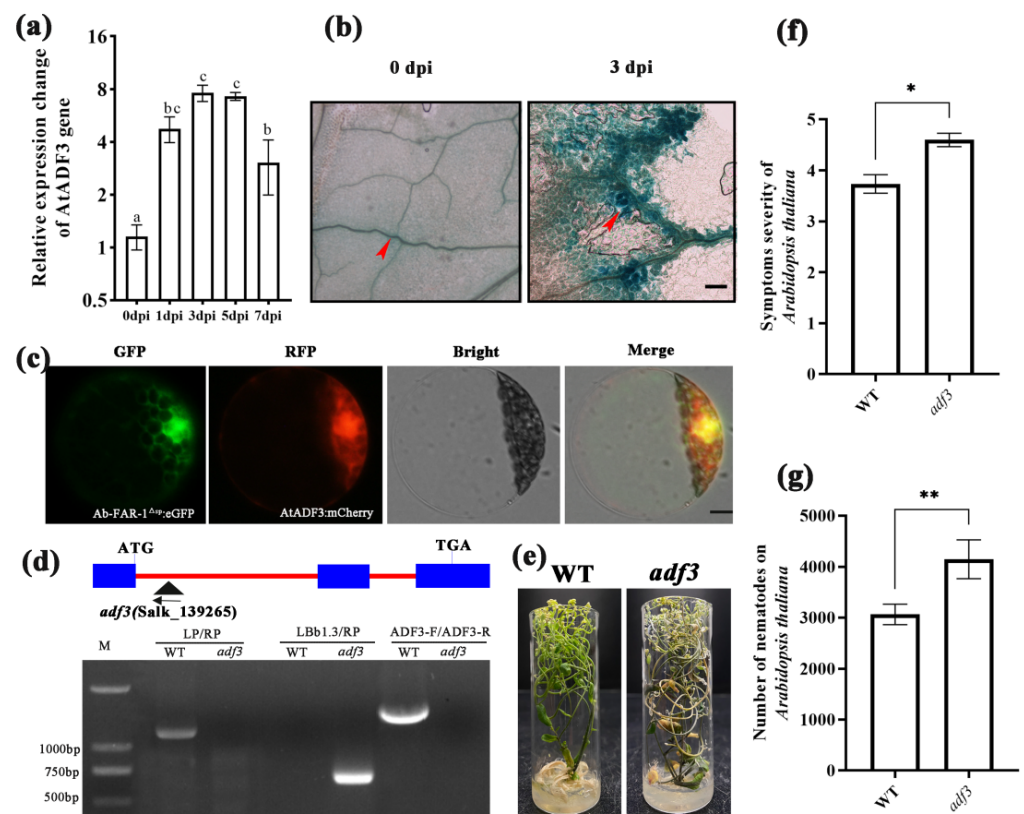 (a)
Relative expression change
of AtADF3 gene
16
8
4
2
1
0.5
a
bc
c
c
b
0dpi 1dpi 3dpi 5dpi 7dpi
(b)
0 dpi 3 dpi
(c)
GFP RFP Bright Merge
Ab-FAR-1Δsp:eGFP AtADF3:mCherry
(d)
ATG TGA
adf3(Salk_139265)
LP/RP LBb1.3/RP ADF3-F/ADF3-R
M WT adf3 WT adf3 WT adf3
1000bp
750bp
500bp
(e)
WT adf3
(f)
Symptoms severity of
Arabidopsis thaliana
6
5
4
3
2
1
0
*
WT adf3
(g)
Number of nematodes on
Arabidopsis thaliana
5000
4000
3000
2000
1000
0
**
WT adf3